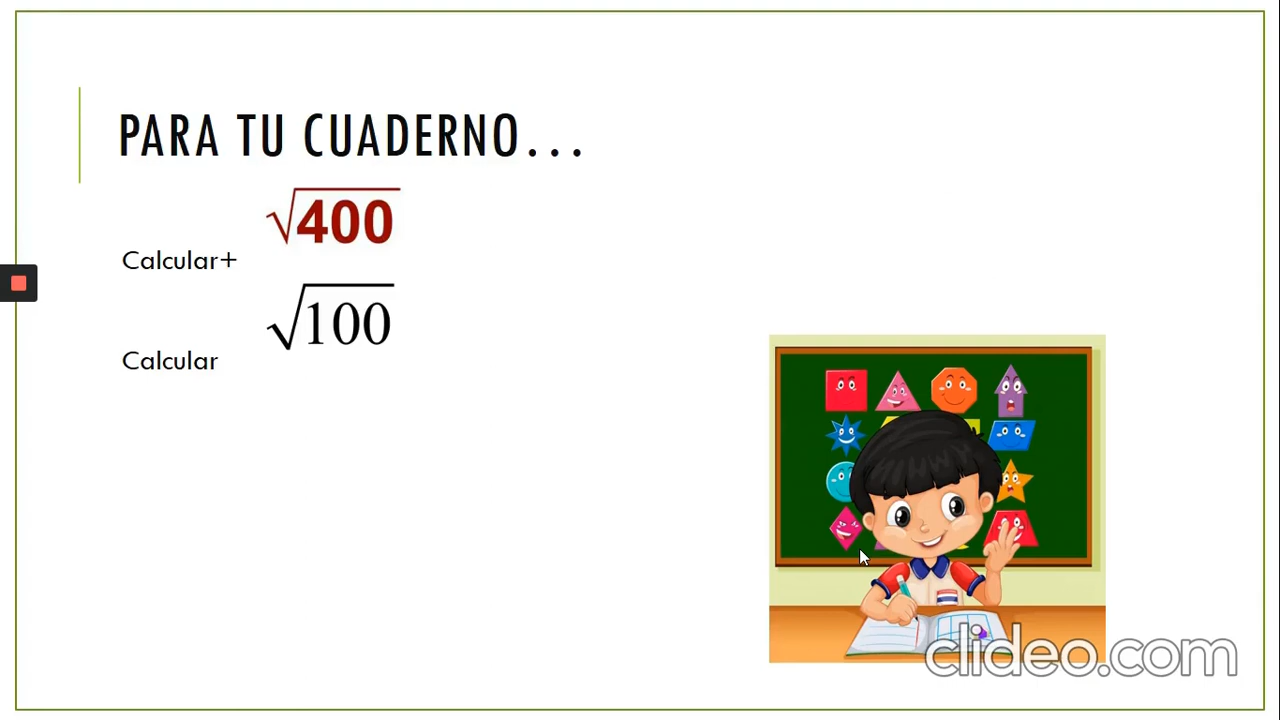 PARA TU CUADERNO...
√400
Calcular+
√100
Calcular
clideo.com